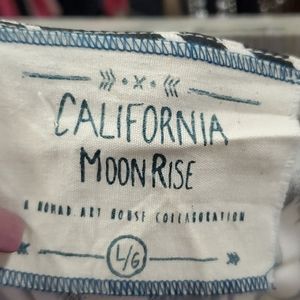 CALIFORNIA
MOONRISE
A NOMAD ART HOUSE COLLABORATION
L/G